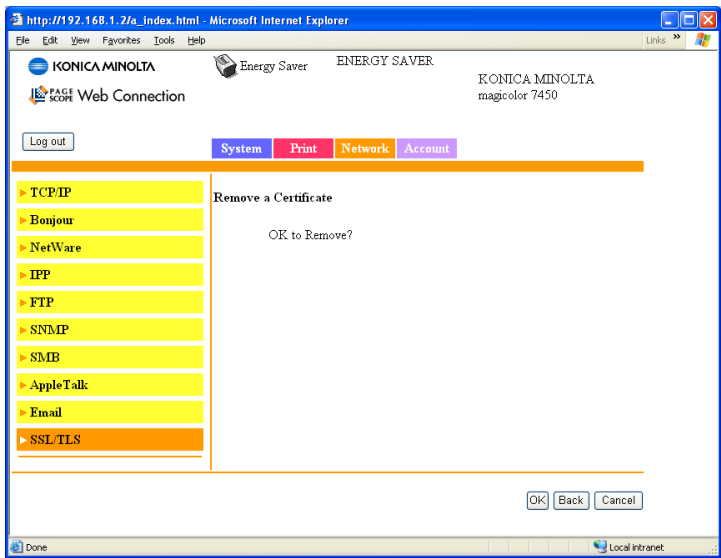 http://192.168.1.2/a_index.html - Microsoft Internet Explorer
File Edit View Favorites Tools Help
Links »
KONICA MINOLTA
Energy Saver
ENERGY SAVER
KONICA MINOLTA
magicolor 7450
PAGE SCOPE Web Connection
Log out
System Print Network Account
TCP/IP
Bonjour
NetWare
IPP
FTP
SNMP
SMB
AppleTalk
Email
SSL/TLS
Remove a Certificate
OK to Remove?
OK Back Cancel
Done
Local intranet